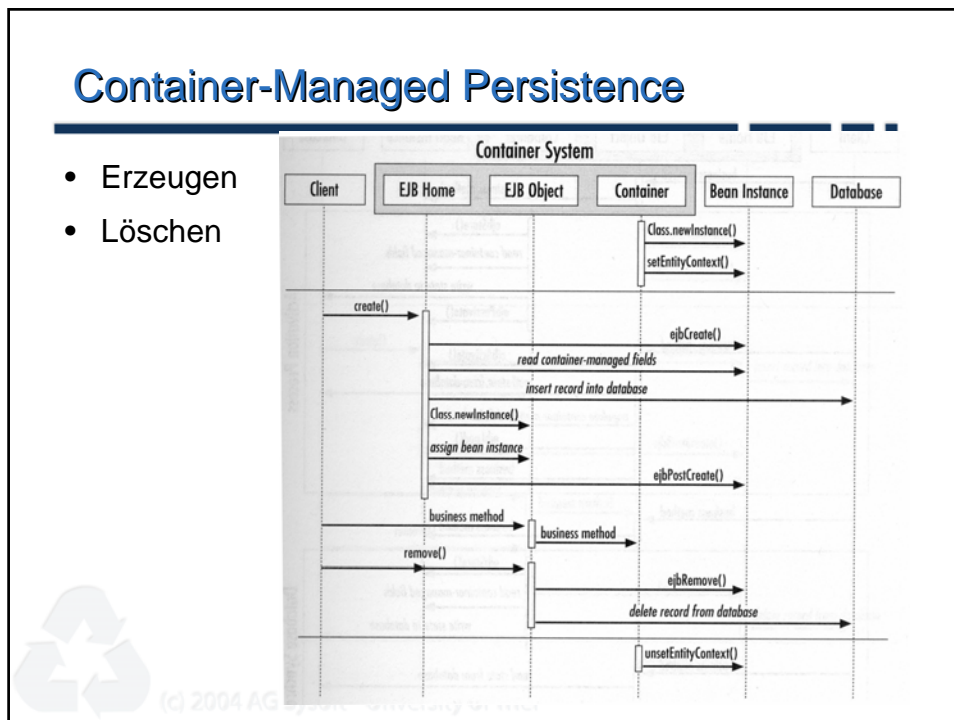 Container-Managed Persistence
• Erzeugen
• Löschen
Container System
Client
EJB Home
EJB Object
Container
Bean Instance
Database
Class.newInstance()
setEntityContext()
create()
ejbCreate()
read container-managed fields
insert record into database
Class.newInstance()
assign bean instance
ejbPostCreate()
business method
business method
remove()
ejbRemove()
delete record from database
unsetEntityContext()
(c) 2004 AG